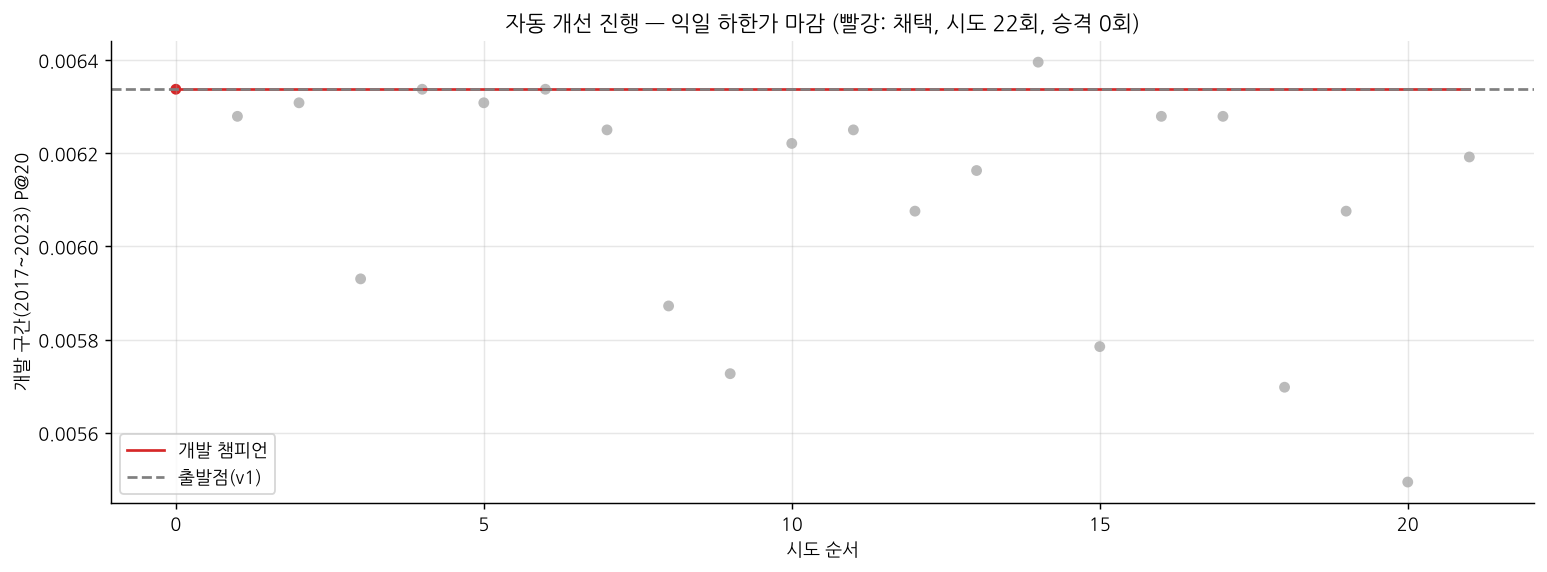 자동 개선 진행 — 익일 하한가 마감 (빨강: 채택, 시도 22회, 승격 0회)
개발 구간(2017~2023) P@20
0.0064
0.0062
0.0060
0.0058
0.0056
개발 챔피언
출발점(v1)
0
5
10
15
20
시도 순서